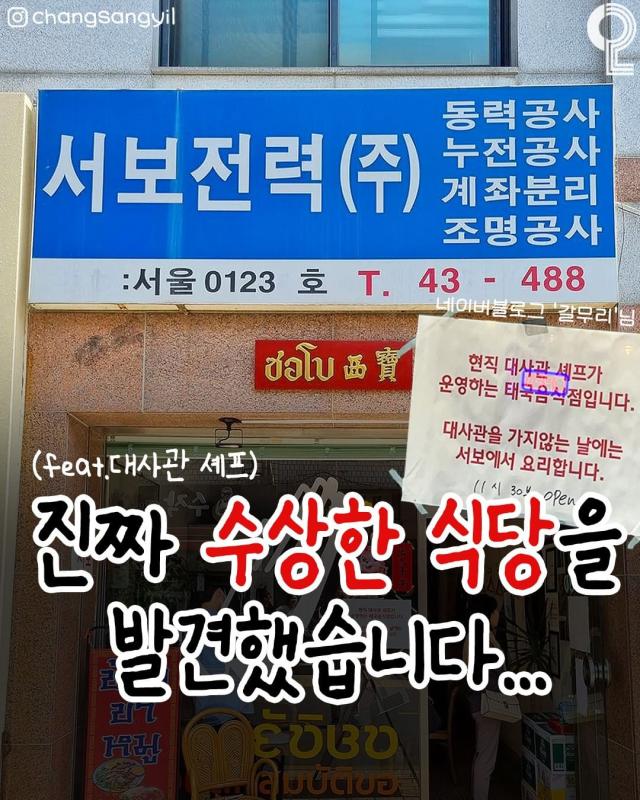 changsangyil
서보전력(주)
동력공사
누전공사
계좌분리
조명공사
:서울 0123 호 T. 43 - 488
네이버블로그 '갈무리'님
ซอโบ 西寶
현직 대사관 셰프가
운영하는 태국음식점입니다.
대사관을 가지않는 날에는
서보에서 요리합니다.
11시 30분 open
(feat.대사관 셰프)
진짜 수상한 식당을
발견했습니다...